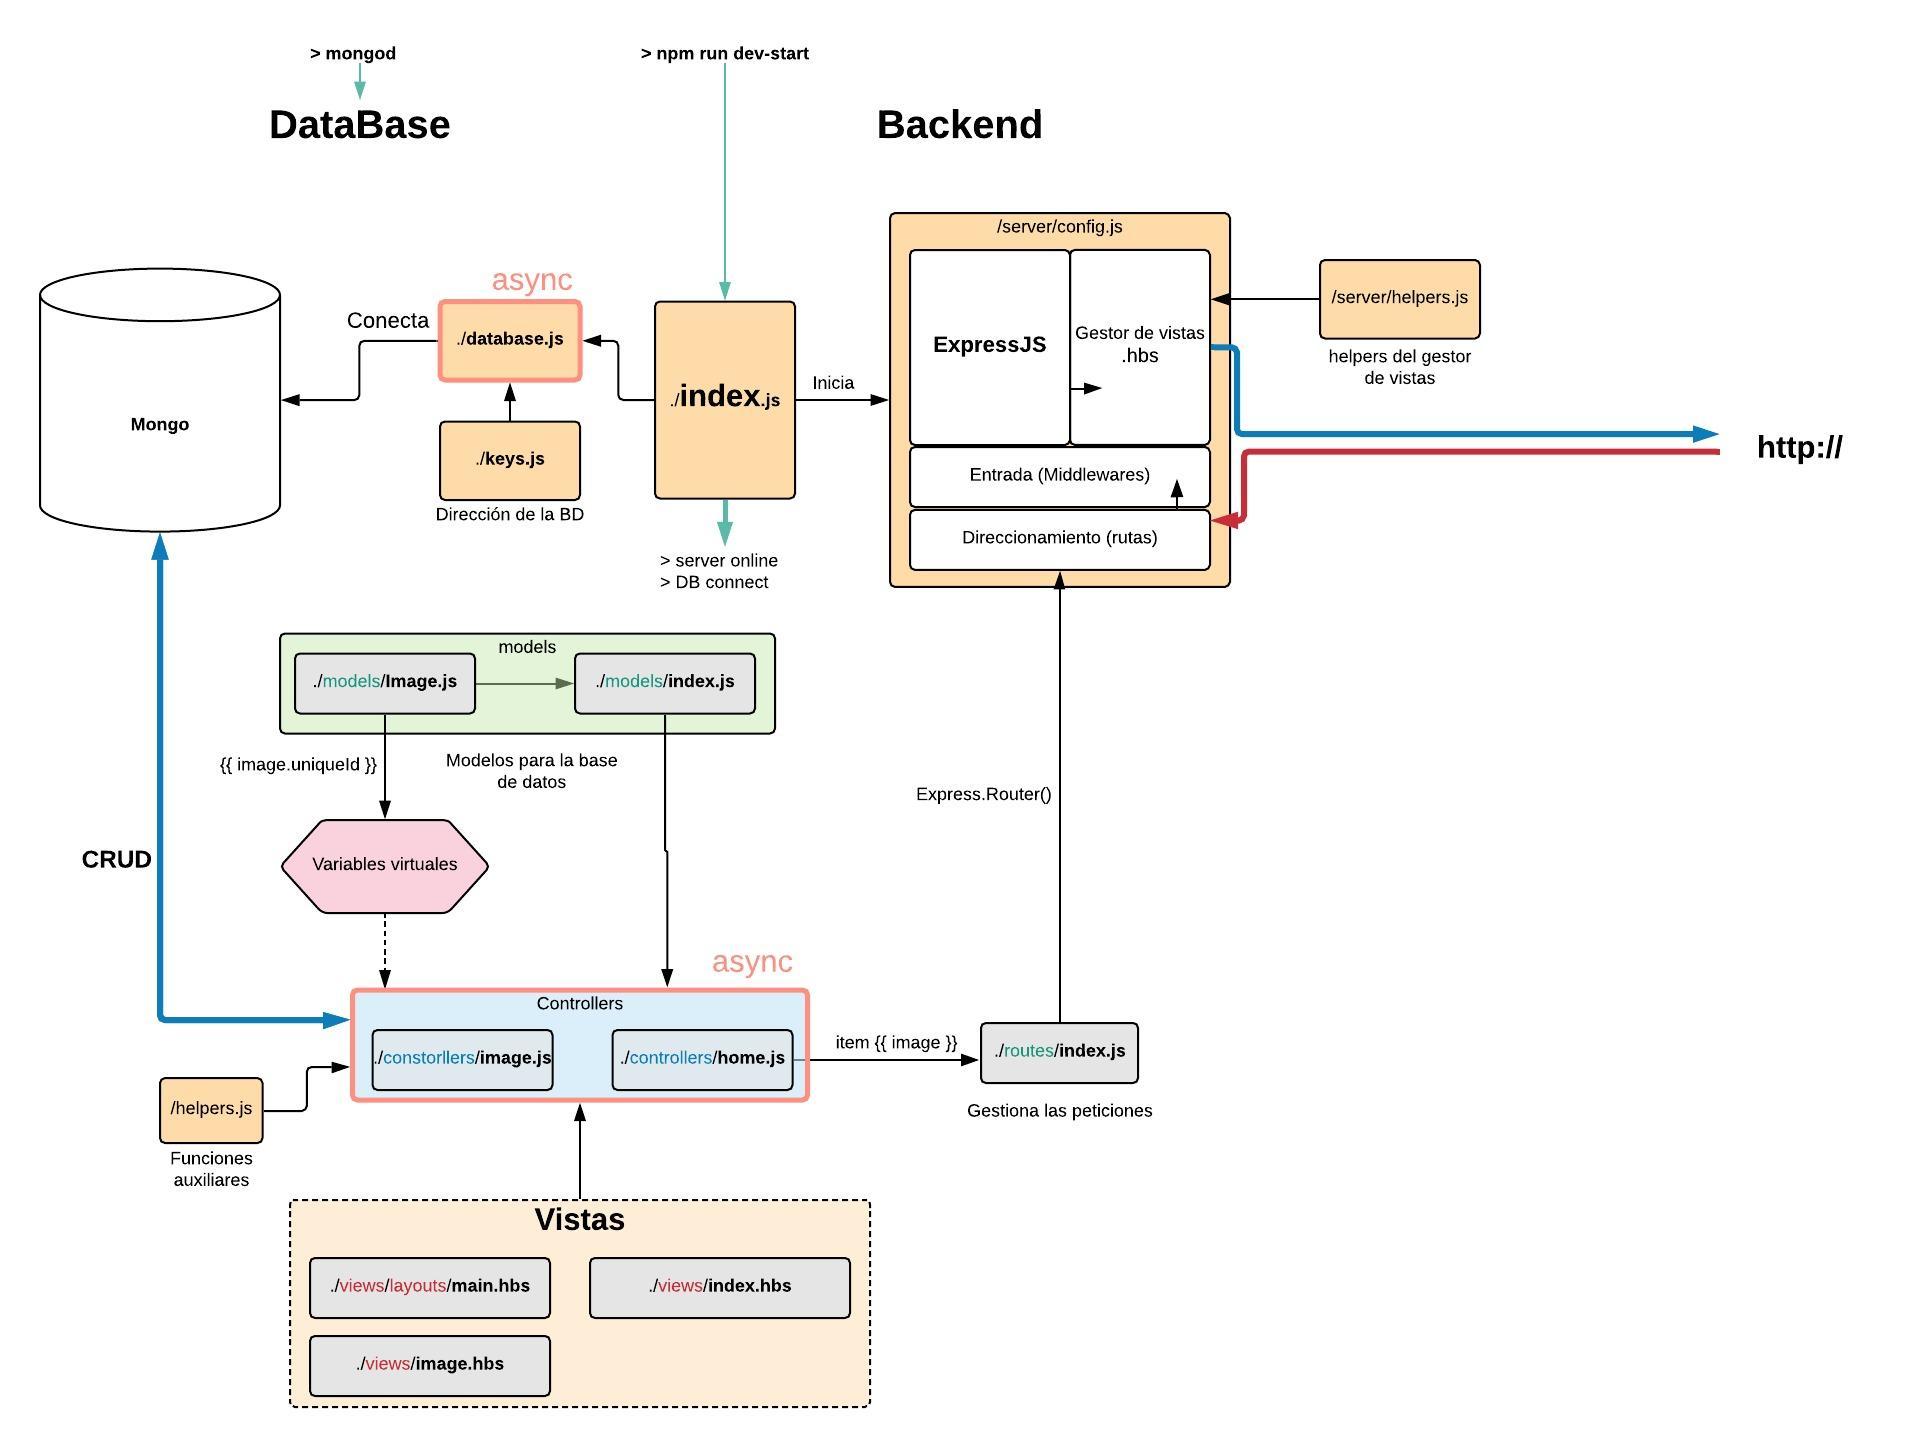 > mongod
> npm run dev-start
DataBase
Backend
/server/config.js
async
Conecta
./database.js
ExpressJS
Gestor de vistas
.hbs
/server/helpers.js
helpers del gestor
de vistas
Inicia
./index.js
Mongo
./keys.js
Dirección de la BD
http://
Entrada (Middlewares)
Direccionamiento (rutas)
> server online
> DB connect
models
./models/Image.js
./models/index.js
{{ image.uniqueId }}
Modelos para la base
de datos
Express.Router()
CRUD
Variables virtuales
async
Controllers
./constorllers/image.js
./controllers/home.js
item {{ image }}
./routes/index.js
Gestiona las peticiones
/helpers.js
Funciones
auxiliares
Vistas
./views/layouts/main.hbs
./views/index.hbs
./views/image.hbs